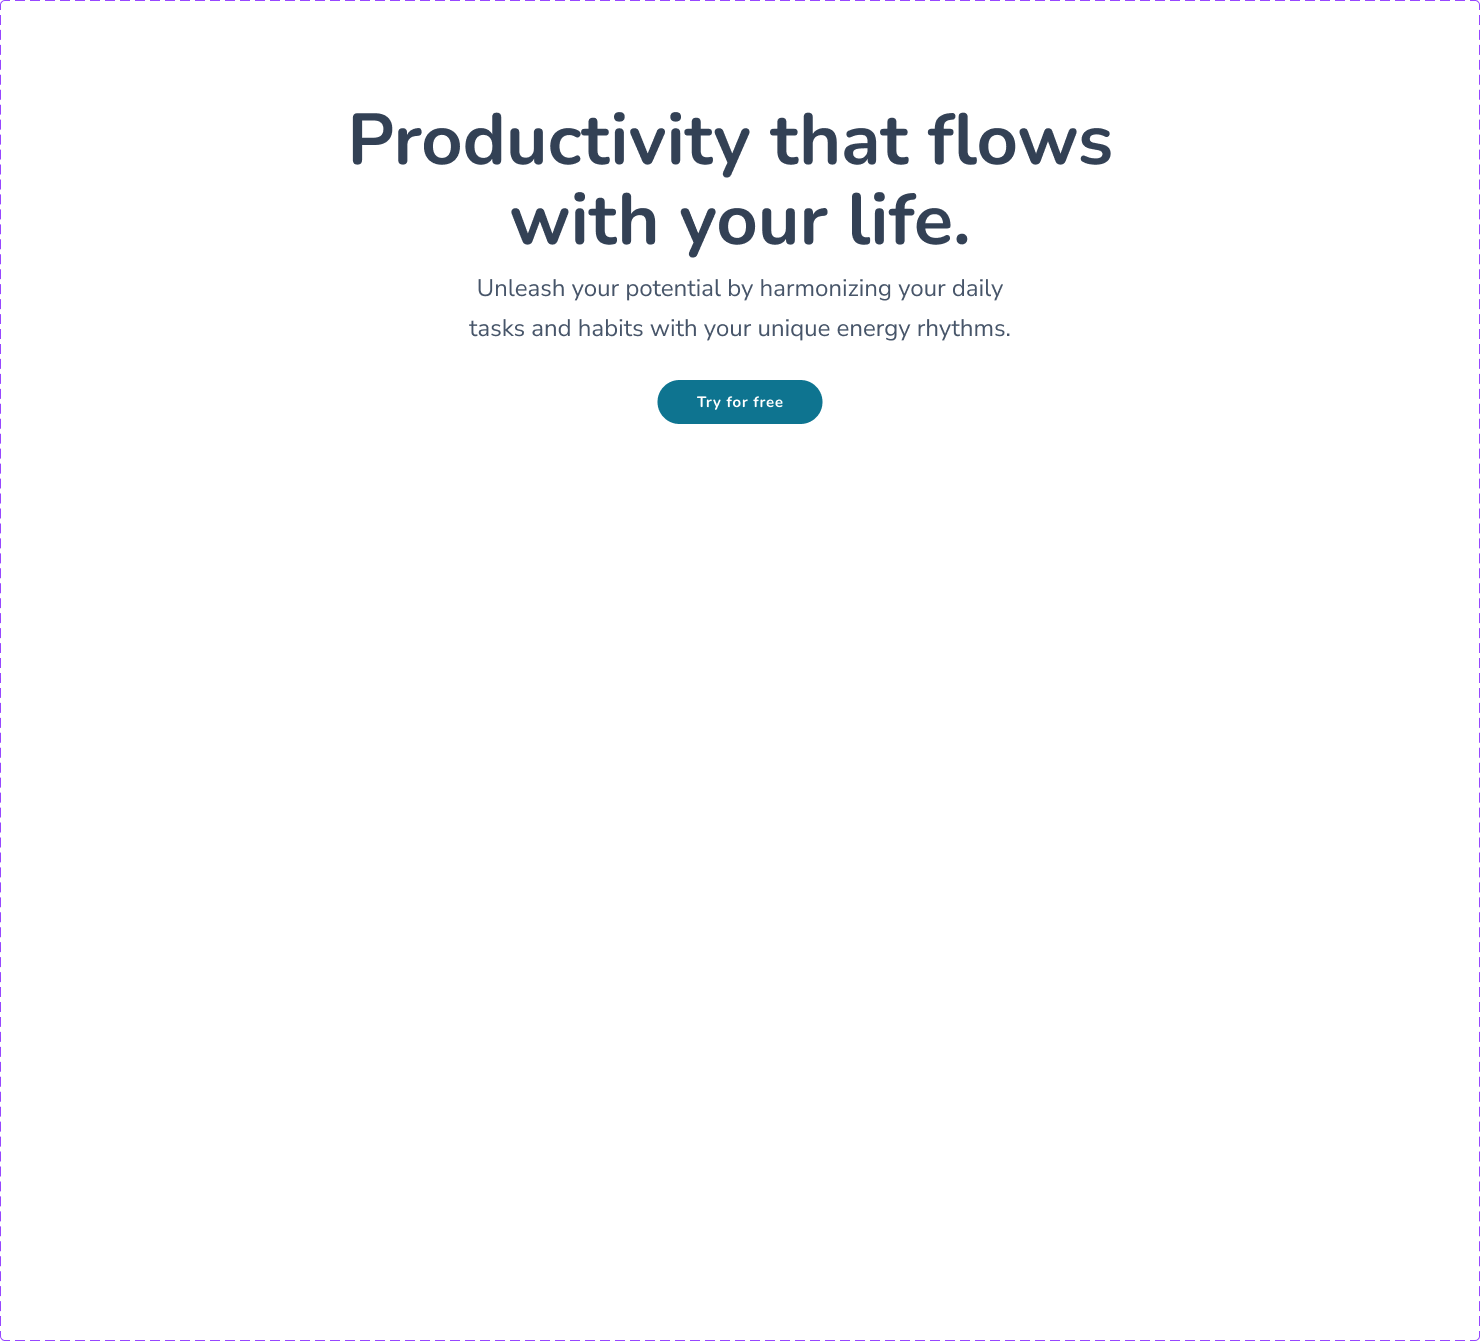 Productivity that flows
with your life.
Unleash your potential by harmonizing your daily
tasks and habits with your unique energy rhythms.
Try for free